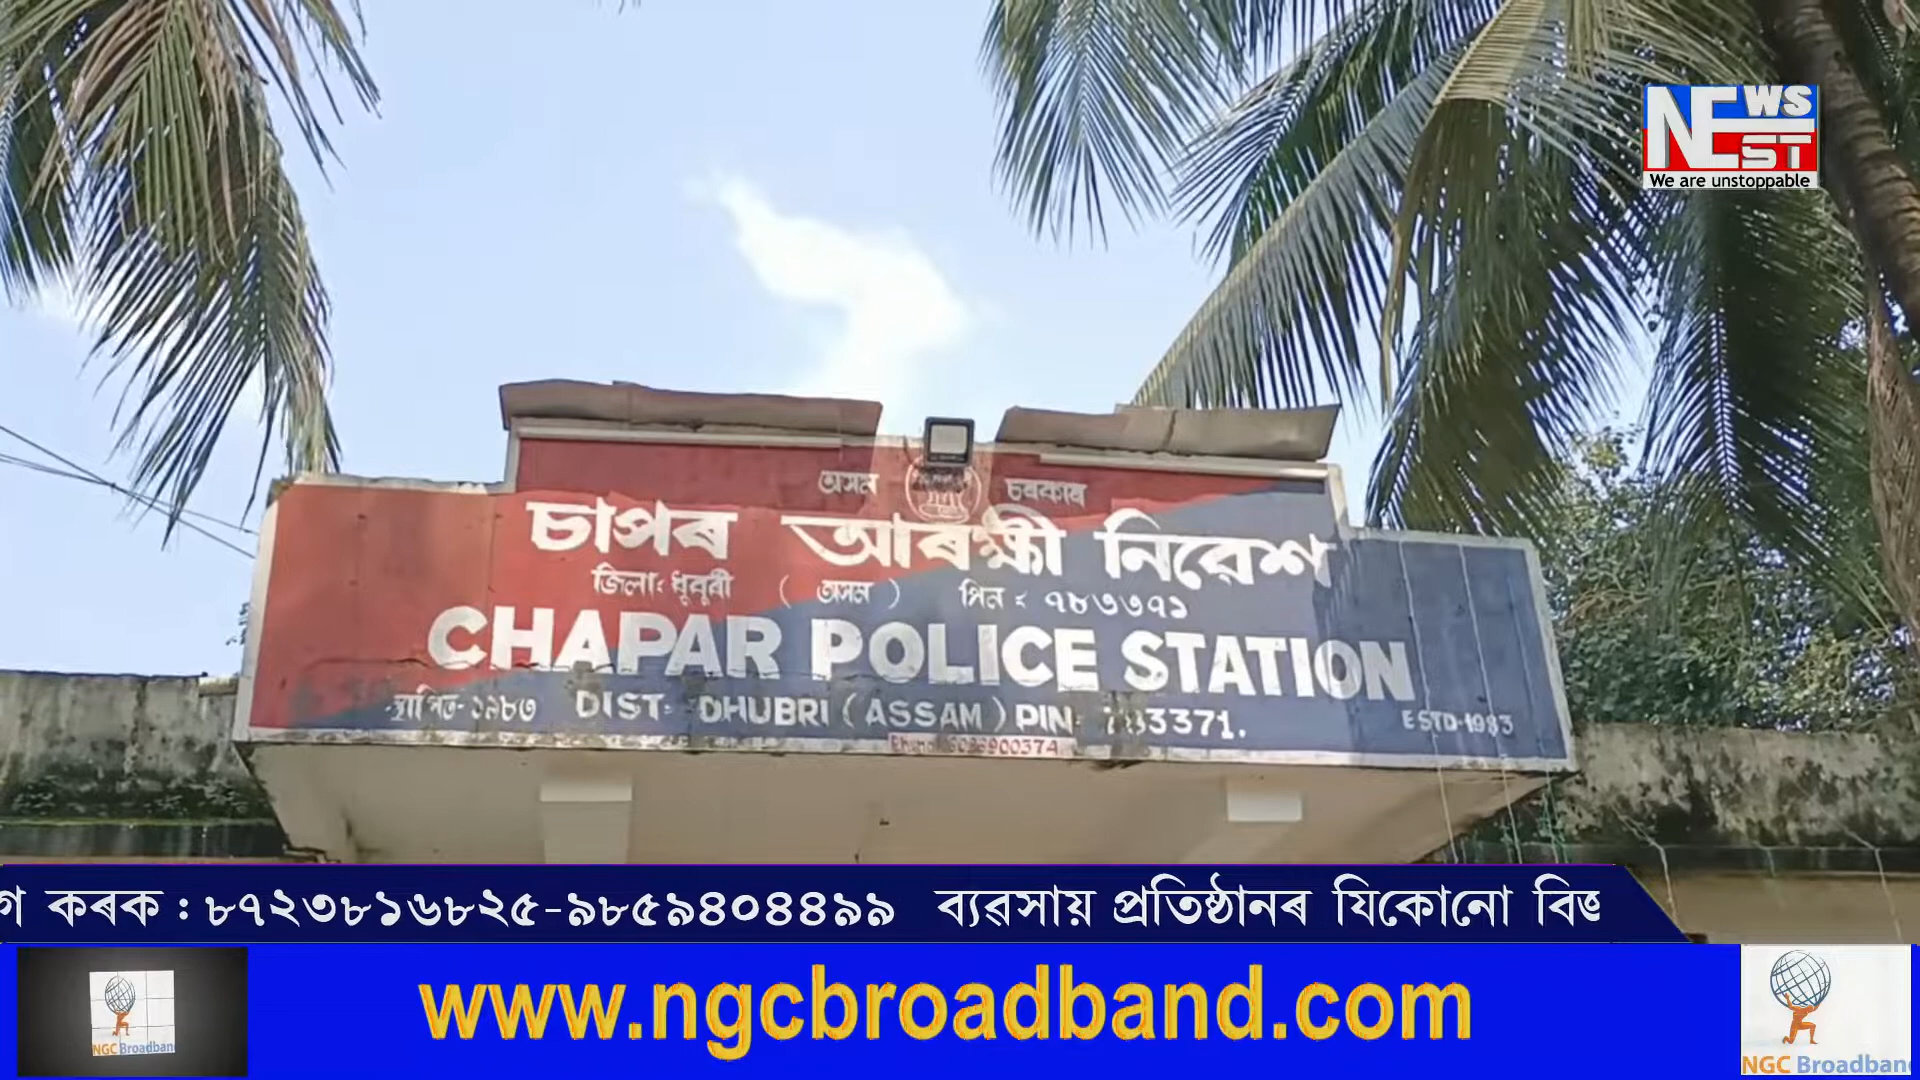 NEWS
NEST
We are unstoppable
অসম চৰকাৰ
চাপৰ আৰক্ষী নিৱেশ
জিলা: ধুবুৰী ( অসম ) পিন : ৭৮৩৩৭১
CHAPAR POLICE STATION
স্থাপিত-১৯৮৩ DIST: DHUBRI (ASSAM) PIN: 783371. ESTD-1983
কৰক : ৮৭২৩৮১৬৮২৫-৯৮৫৯৪০৪৪৯৯ ব্যৱসায় প্ৰতিষ্ঠানৰ যিকোনো বিজ্ঞ
www.ngcbroadband.com
NGC Broadband
NGC Broadband